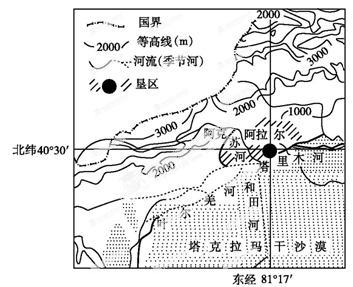 国界
2000 等高线(m)
河流(季节河)
垦区
2000
3000
2000
1000
3000
阿克苏河
阿拉尔
北纬40°30′
塔里木河
2000
叶尔羌河
和田河
塔克拉玛干沙漠
东经 81°17′